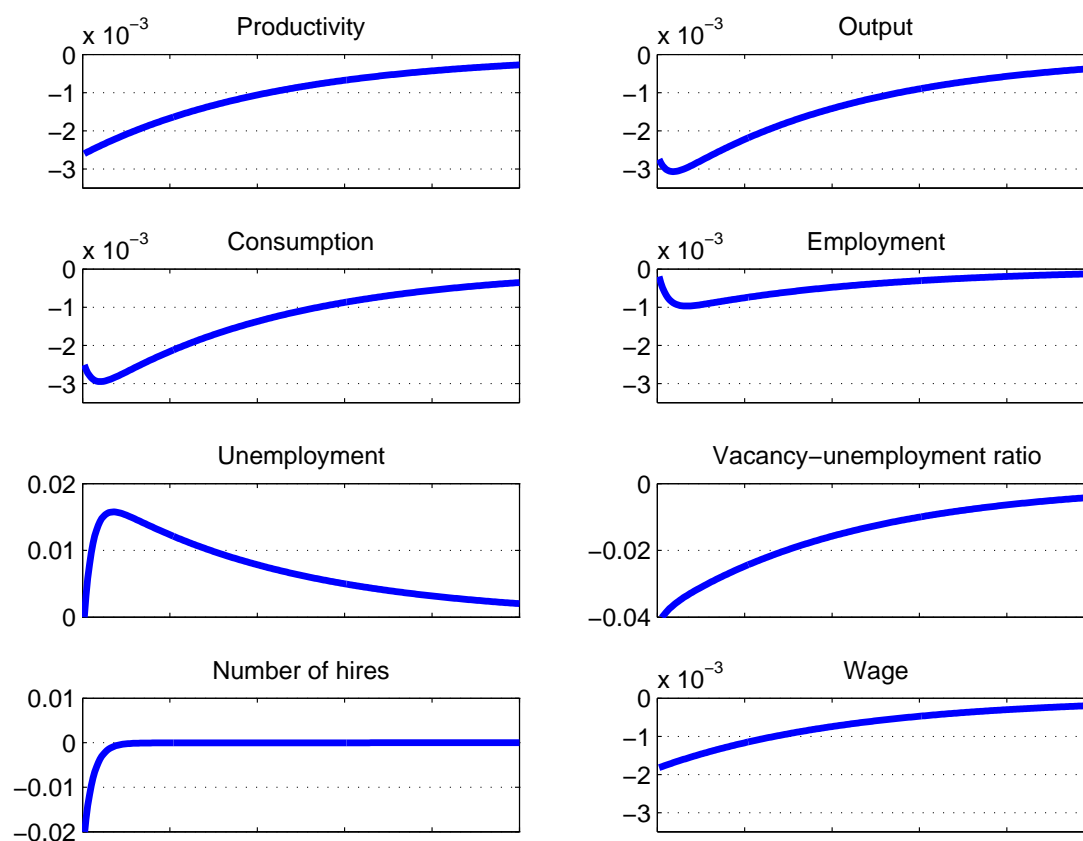 x 10⁻³
Productivity
0
−1
−2
−3
x 10⁻³
Output
0
−1
−2
−3
x 10⁻³
Consumption
0
−1
−2
−3
x 10⁻³
Employment
0
−1
−2
−3
Unemployment
0.02
0.01
0
Vacancy−unemployment ratio
0
−0.02
−0.04
Number of hires
0.01
0
−0.01
−0.02
x 10⁻³
Wage
0
−1
−2
−3